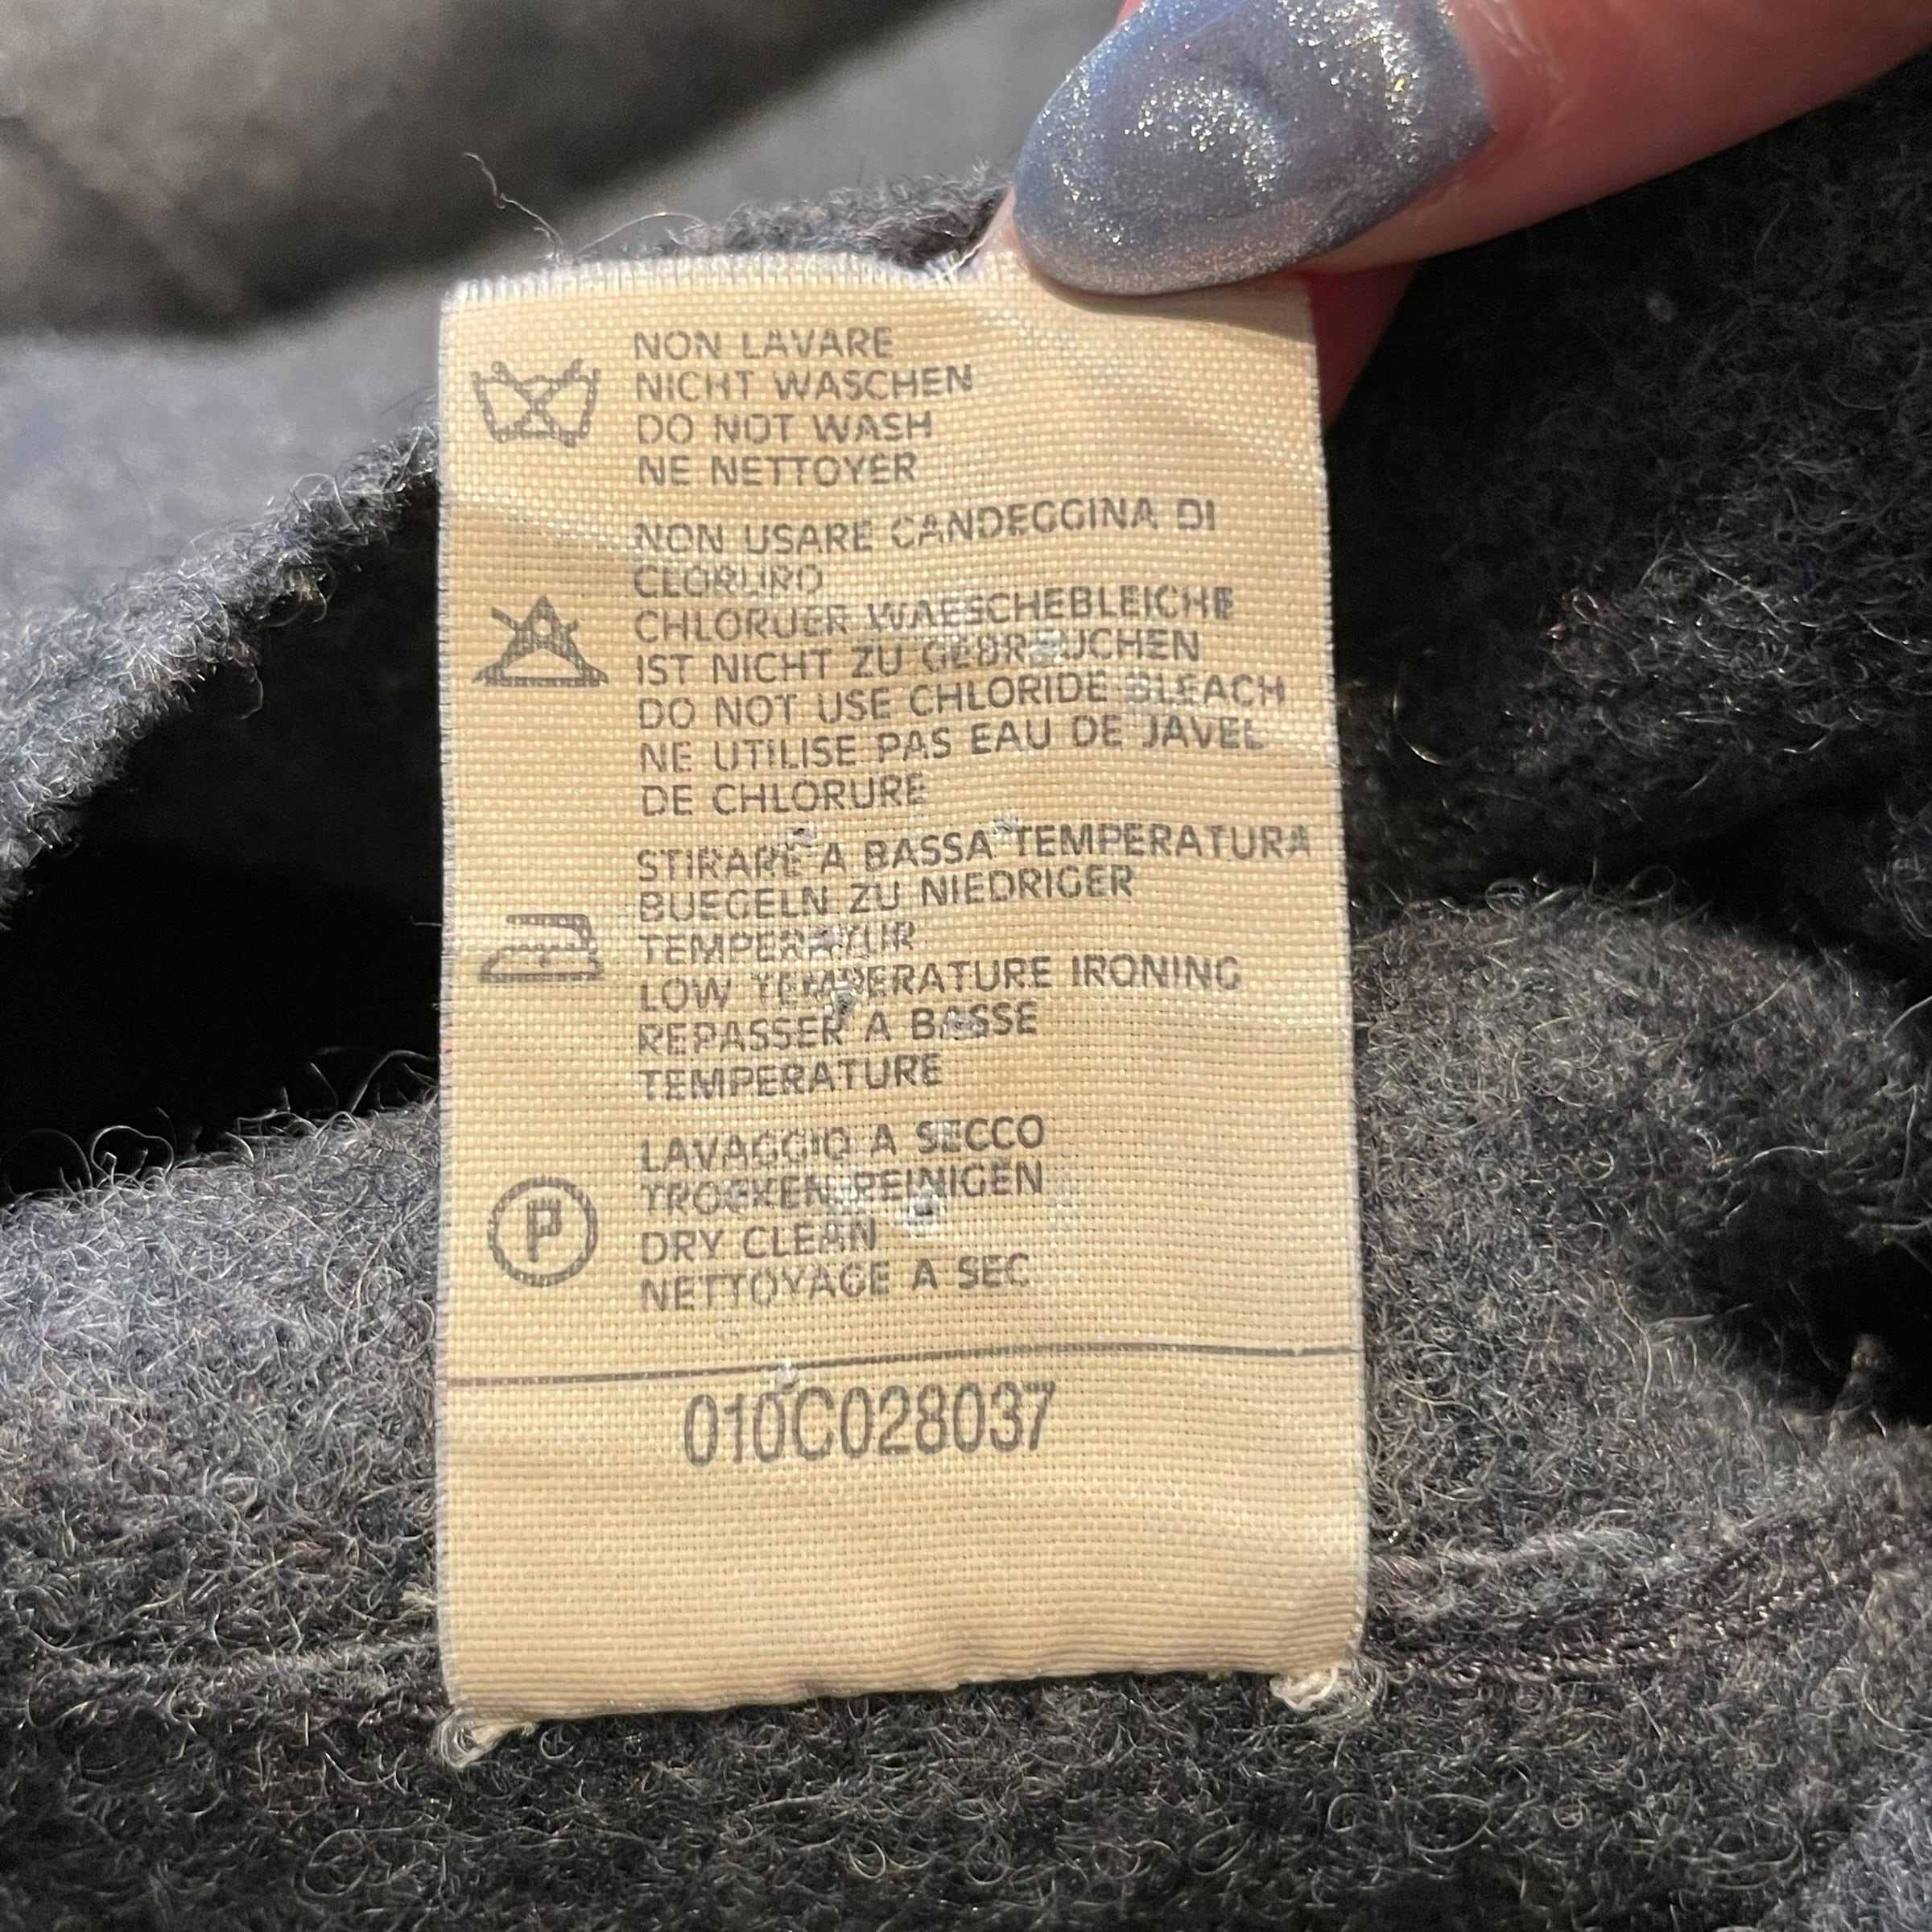 NON LAVARE
NICHT WASCHEN
DO NOT WASH
NE NETTOYER
NON USARE CANDEGGINA DI
CLORURO
CHLORUER WAESCHEBLEICHE
IST NICHT ZU GEBRAUCHEN
DO NOT USE CHLORIDE BLEACH
NE UTILISE PAS EAU DE JAVEL
DE CHLORURE
STIRARE A BASSA TEMPERATURA
BUEGELN ZU NIEDRIGER
TEMPERATUR
LOW TEMPERATURE IRONING
REPASSER A BASSE
TEMPERATURE
P
LAVAGGIO A SECCO
TROCKEN REINIGEN
DRY CLEAN
NETTOYAGE A SEC
010C028037